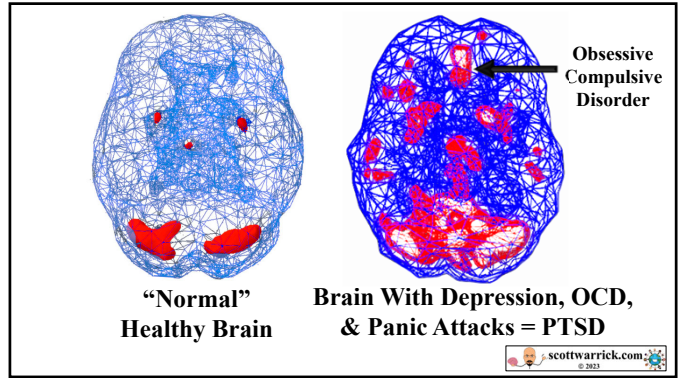 Obsessive
Compulsive
Disorder
“Normal”
Healthy Brain
Brain With Depression, OCD,
& Panic Attacks = PTSD
scottwarrick.com
© 2023